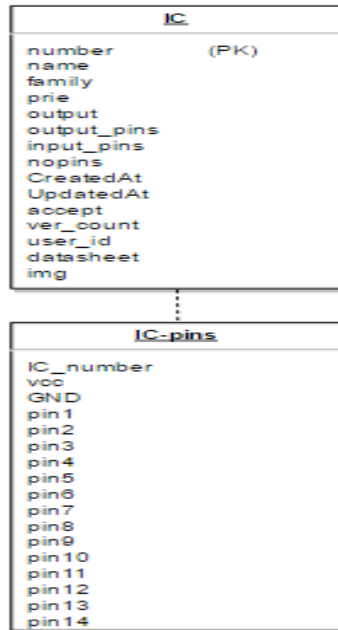 IC
number (PK)
name
family
prie
output
output_pins
input_pins
nopins
CreatedAt
UpdatedAt
accept
ver_count
user_id
datasheet
img
IC-pins
IC_number
vcc
GND
pin1
pin2
pin3
pin4
pin5
pin6
pin7
pin8
pin9
pin10
pin11
pin12
pin13
pin14